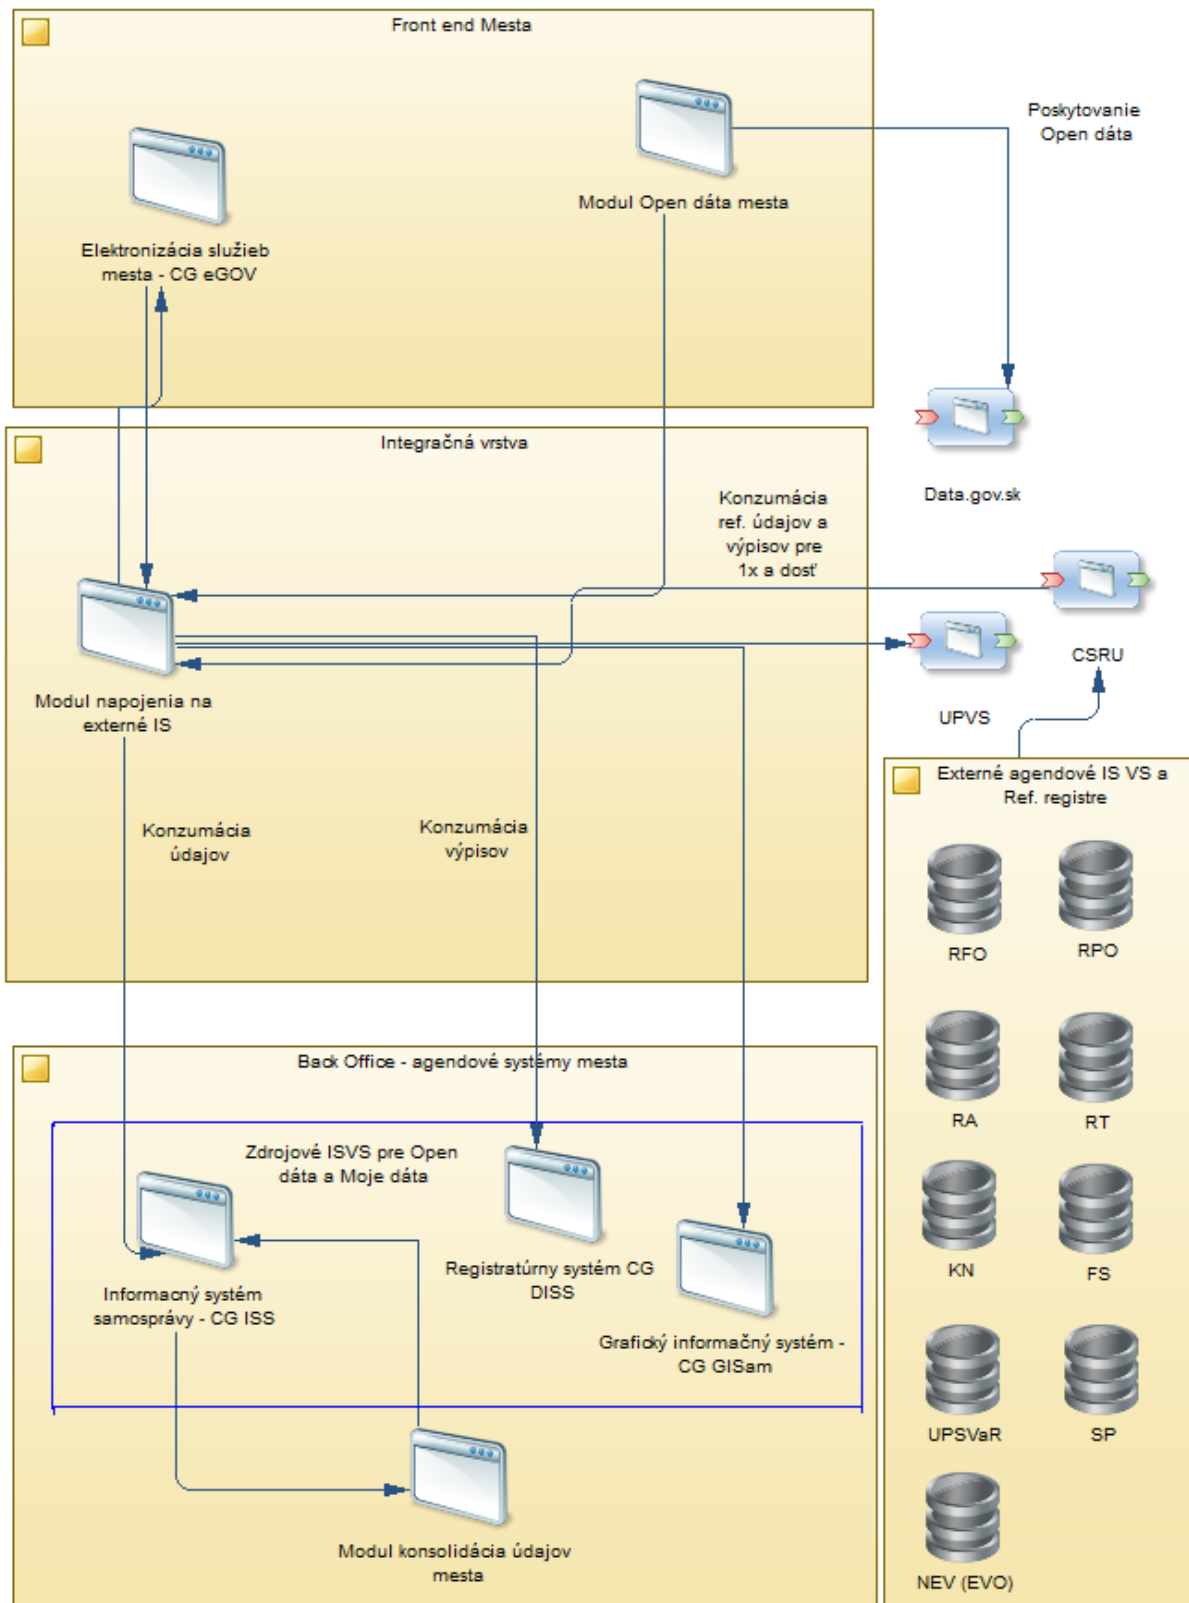 Front end Mesta
Poskytovanie
Open dáta
Modul Open dáta mesta
Elektronizácia služieb
mesta - CG eGOV
Integračná vrstva
Data.gov.sk
Konzumácia
ref. údajov a
výpisov pre
1x a dosť
CSRU
UPVS
Modul napojenia na
externé IS
Externé agendové IS VS a
Ref. registre
Konzumácia
údajov
Konzumácia
výpisov
RFO
RPO
RA
RT
KN
FS
UPSVaR
SP
NEV (EVO)
Back Office - agendové systémy mesta
Zdrojové ISVS pre Open
dáta a Moje dáta
Registratúrny systém CG
DISS
Informacný systém
samosprávy - CG ISS
Grafický informačný systém -
CG GISam
Modul konsolidácia údajov
mesta